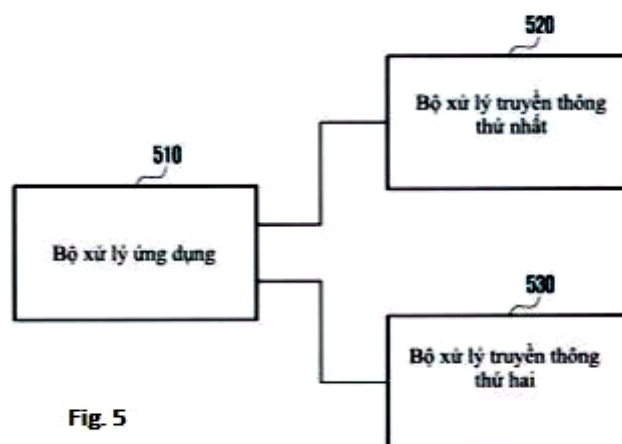 520
Bộ xử lý truyền thông
thứ nhất
510
Bộ xử lý ứng dụng
530
Bộ xử lý truyền thông
thứ hai
Fig. 5